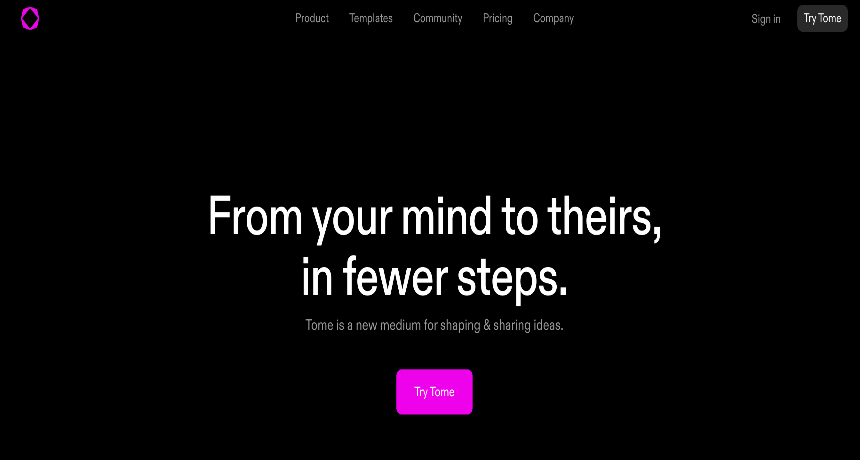 Product Templates Community Pricing Company Sign in Try Tome
From your mind to theirs,
in fewer steps.
Tome is a new medium for shaping & sharing ideas.
Try Tome